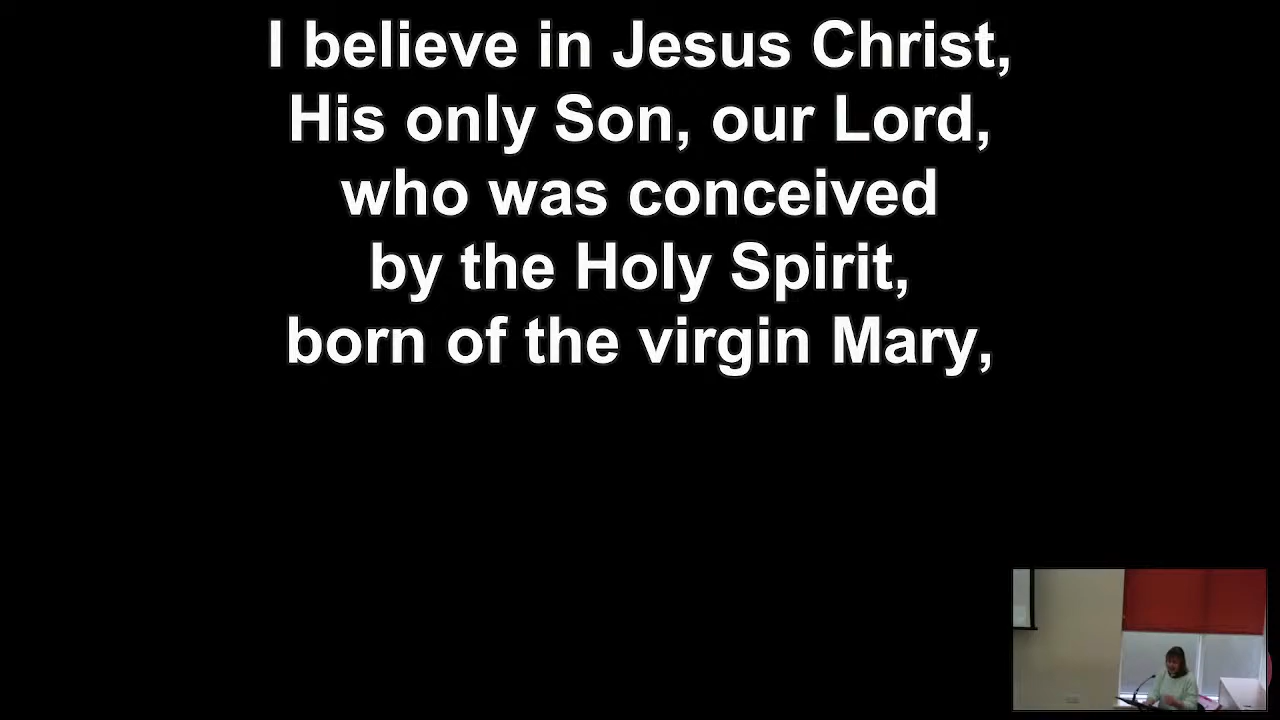 I believe in Jesus Christ,
His only Son, our Lord,
who was conceived
by the Holy Spirit,
born of the virgin Mary,